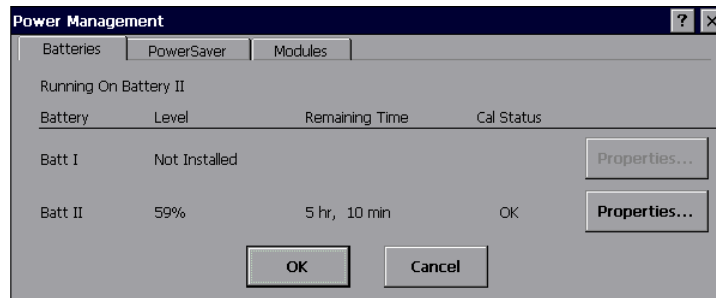 Power Management ? ×
Batteries PowerSaver Modules
Running On Battery II
Battery Level Remaining Time Cal Status
Batt I Not Installed Properties...
Batt II 59% 5 hr, 10 min OK Properties...
OK Cancel